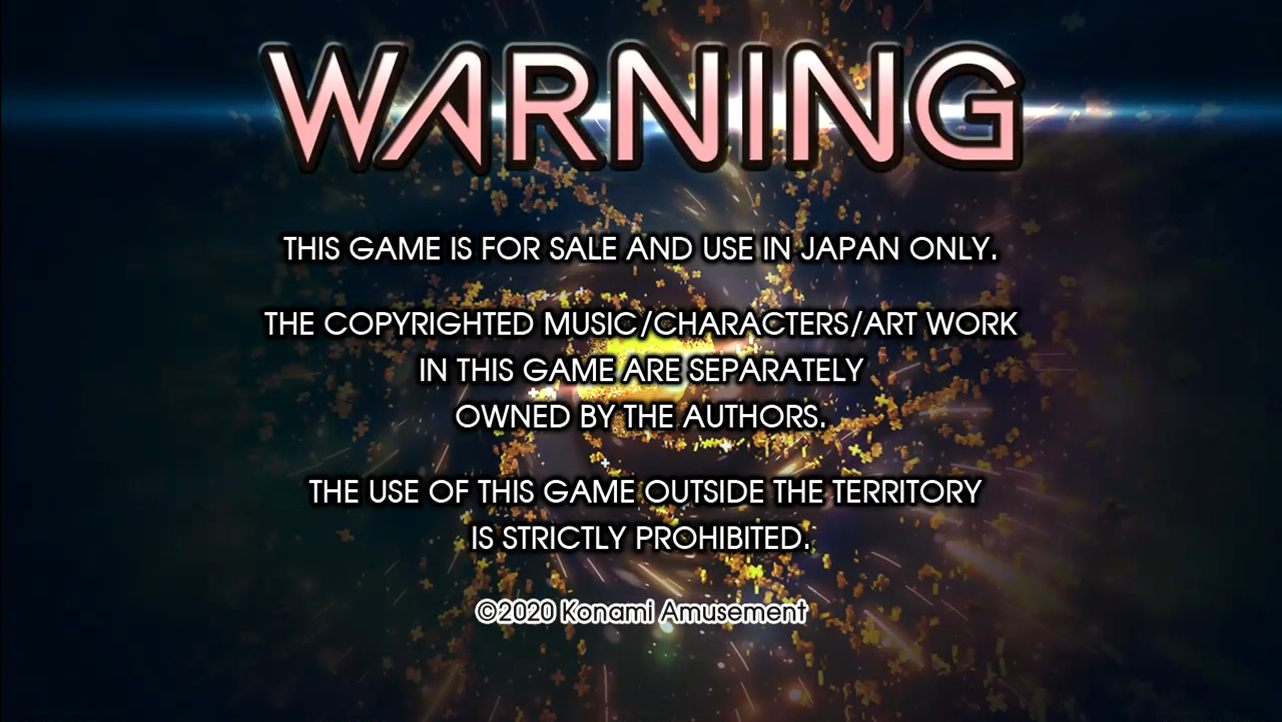 WARNING
THIS GAME IS FOR SALE AND USE IN JAPAN ONLY.
THE COPYRIGHTED MUSIC/CHARACTERS/ART WORK
IN THIS GAME ARE SEPARATELY
OWNED BY THE AUTHORS.
THE USE OF THIS GAME OUTSIDE THE TERRITORY
IS STRICTLY PROHIBITED.
©2020 Konami Amusement